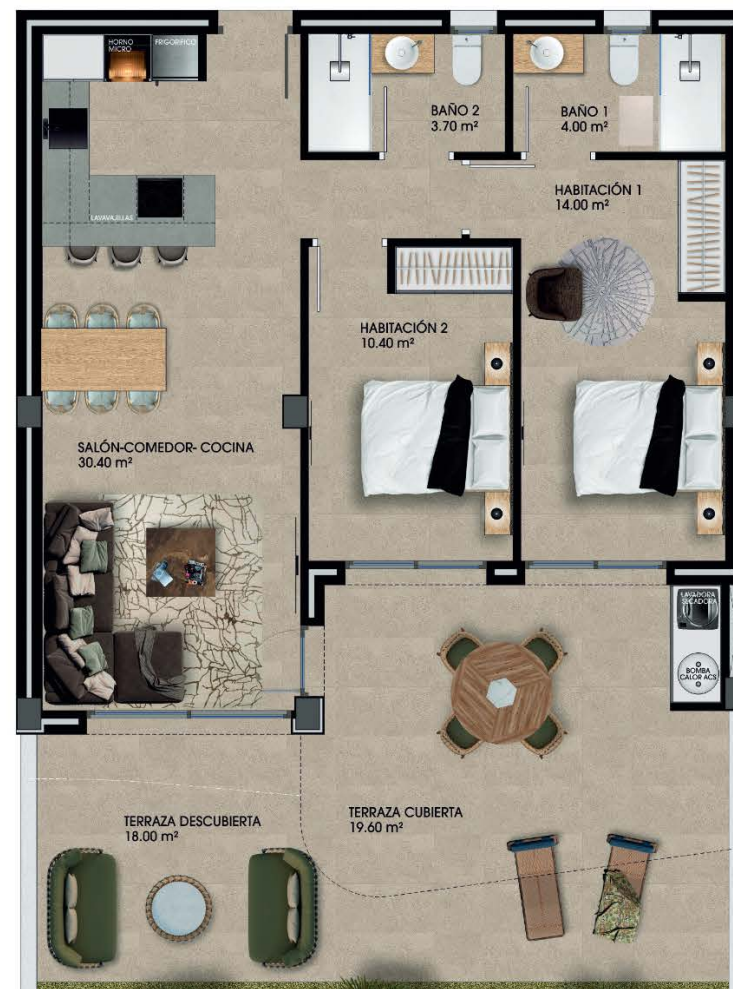 HORNO
MICRO
FRIGORÍFICO
BAÑO 2
3.70 m²
BAÑO 1
4.00 m²
HABITACIÓN 1
14.00 m²
LAVAVAJILLAS
HABITACIÓN 2
10.40 m²
SALÓN-COMEDOR- COCINA
30.40 m²
LAVADORA
SECADORA
BOMBA
CALOR ACS
TERRAZA DESCUBIERTA
18.00 m²
TERRAZA CUBIERTA
19.60 m²